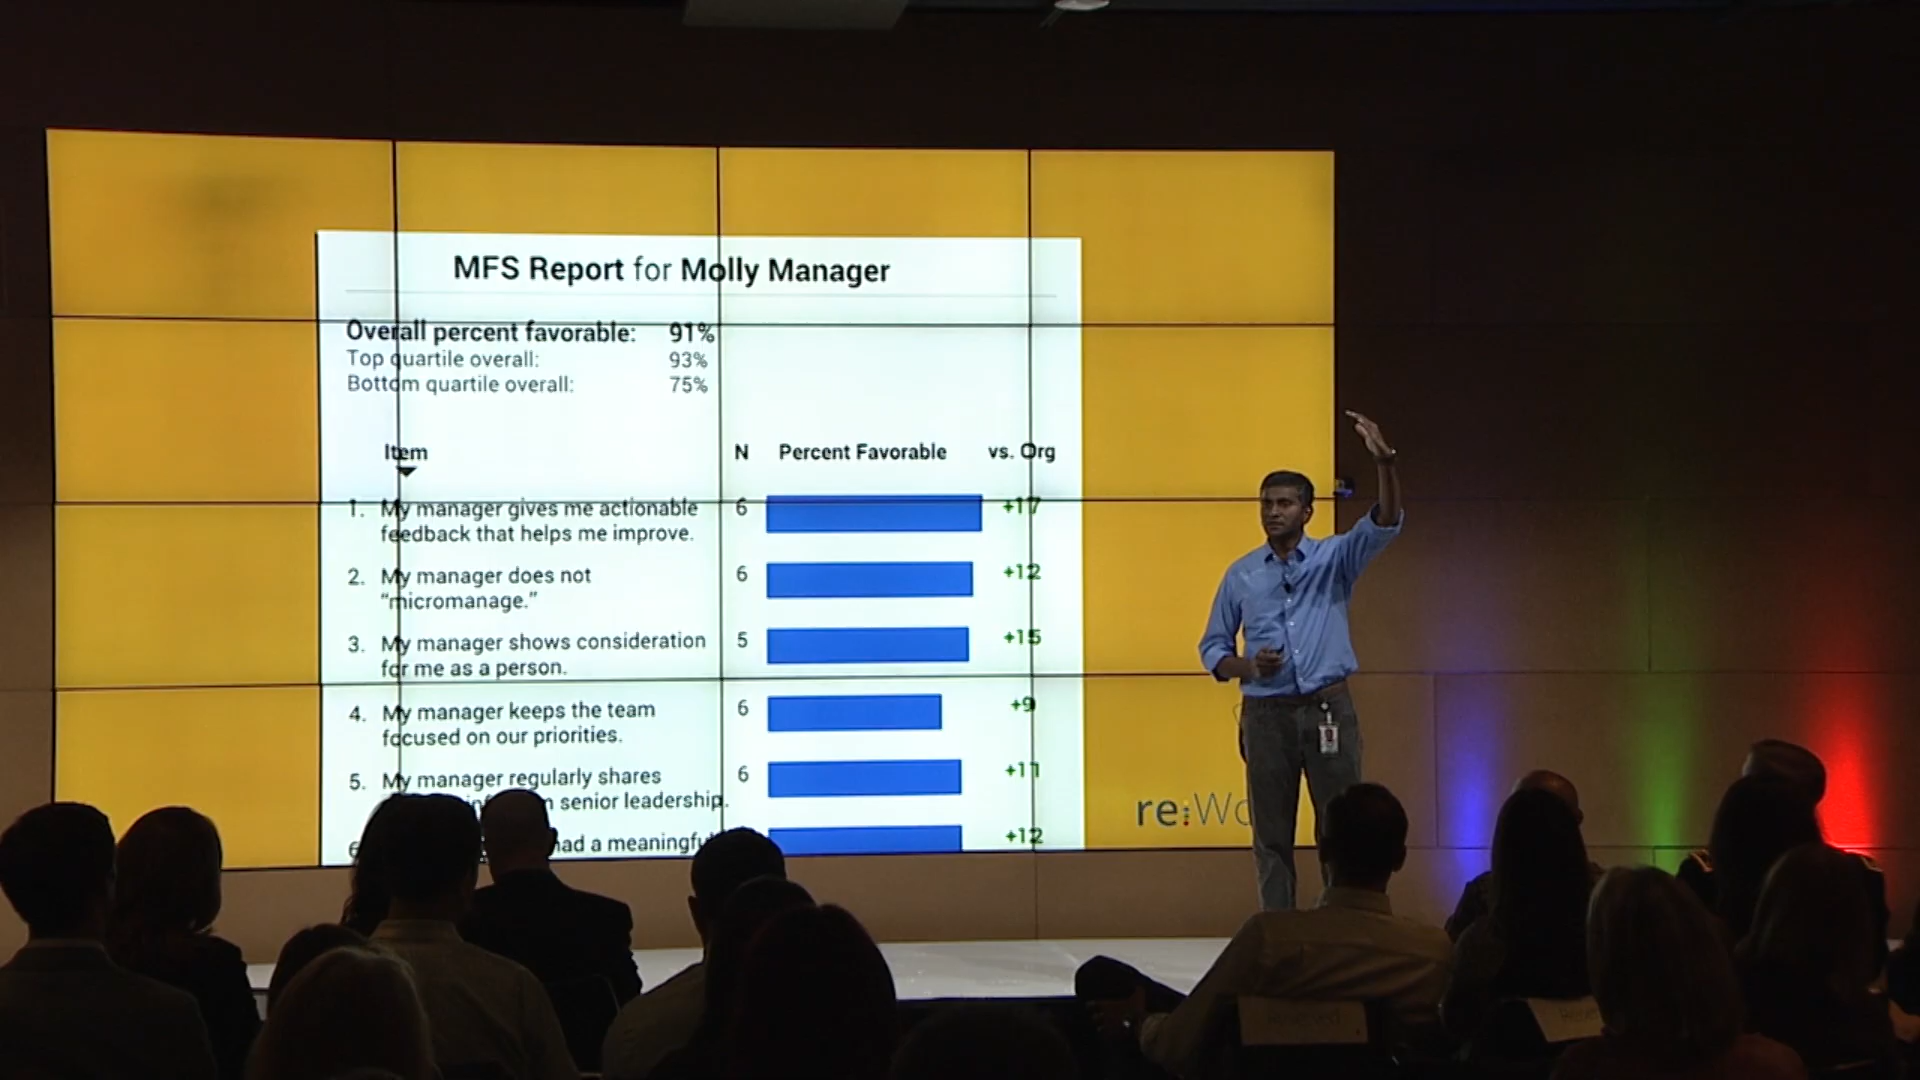 MFS Report for Molly Manager
Overall percent favorable: 91%
Top quartile overall: 93%
Bottom quartile overall: 75%
Item N Percent Favorable vs. Org
1. My manager gives me actionable 6 +17
feedback that helps me improve.
2. My manager does not 6 +12
“micromanage.”
3. My manager shows consideration 5 +15
for me as a person.
4. My manager keeps the team 6 +9
focused on our priorities.
5. My manager regularly shares 6 +11
senior leadership.
had a meaningful +12
re:Wo